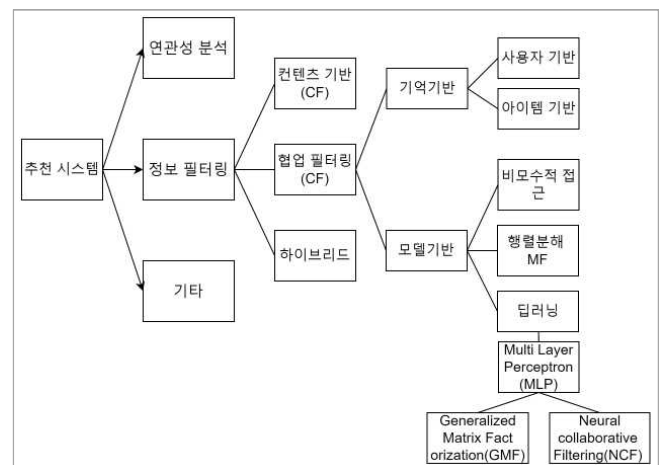 연관성 분석
사용자 기반
컨텐츠 기반
(CF)
기억기반
아이템 기반
추천 시스템
정보 필터링
협업 필터링
(CF)
비모수적 접
근
하이브리드
모델기반
행렬분해
MF
기타
딥러닝
Multi Layer
Perceptron
(MLP)
Generalized
Matrix Fact
orization(GMF)
Neural
collaborative
Filtering(NCF)